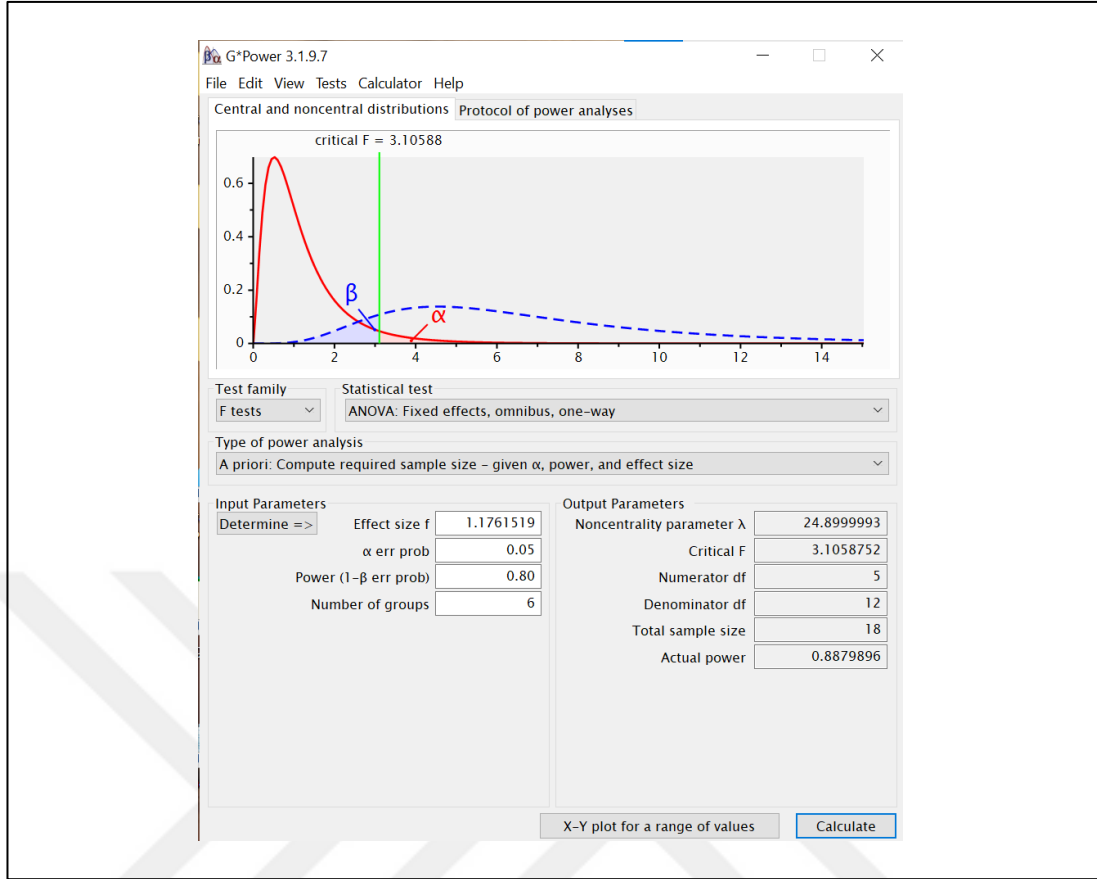 G*Power 3.1.9.7
File Edit View Tests Calculator Help
Central and noncentral distributions Protocol of power analyses
critical F = 3.10588
0.6
0.4
0.2
0
β
α
0 2 4 6 8 10 12 14
Test family Statistical test
F tests ANOVA: Fixed effects, omnibus, one-way
Type of power analysis
A priori: Compute required sample size - given α, power, and effect size
Input Parameters Output Parameters
Determine => Effect size f 1.1761519 Noncentrality parameter λ 24.8999993
α err prob 0.05 Critical F 3.1058752
Power (1-β err prob) 0.80 Numerator df 5
Number of groups 6 Denominator df 12
Total sample size 18
Actual power 0.8879896
X-Y plot for a range of values Calculate